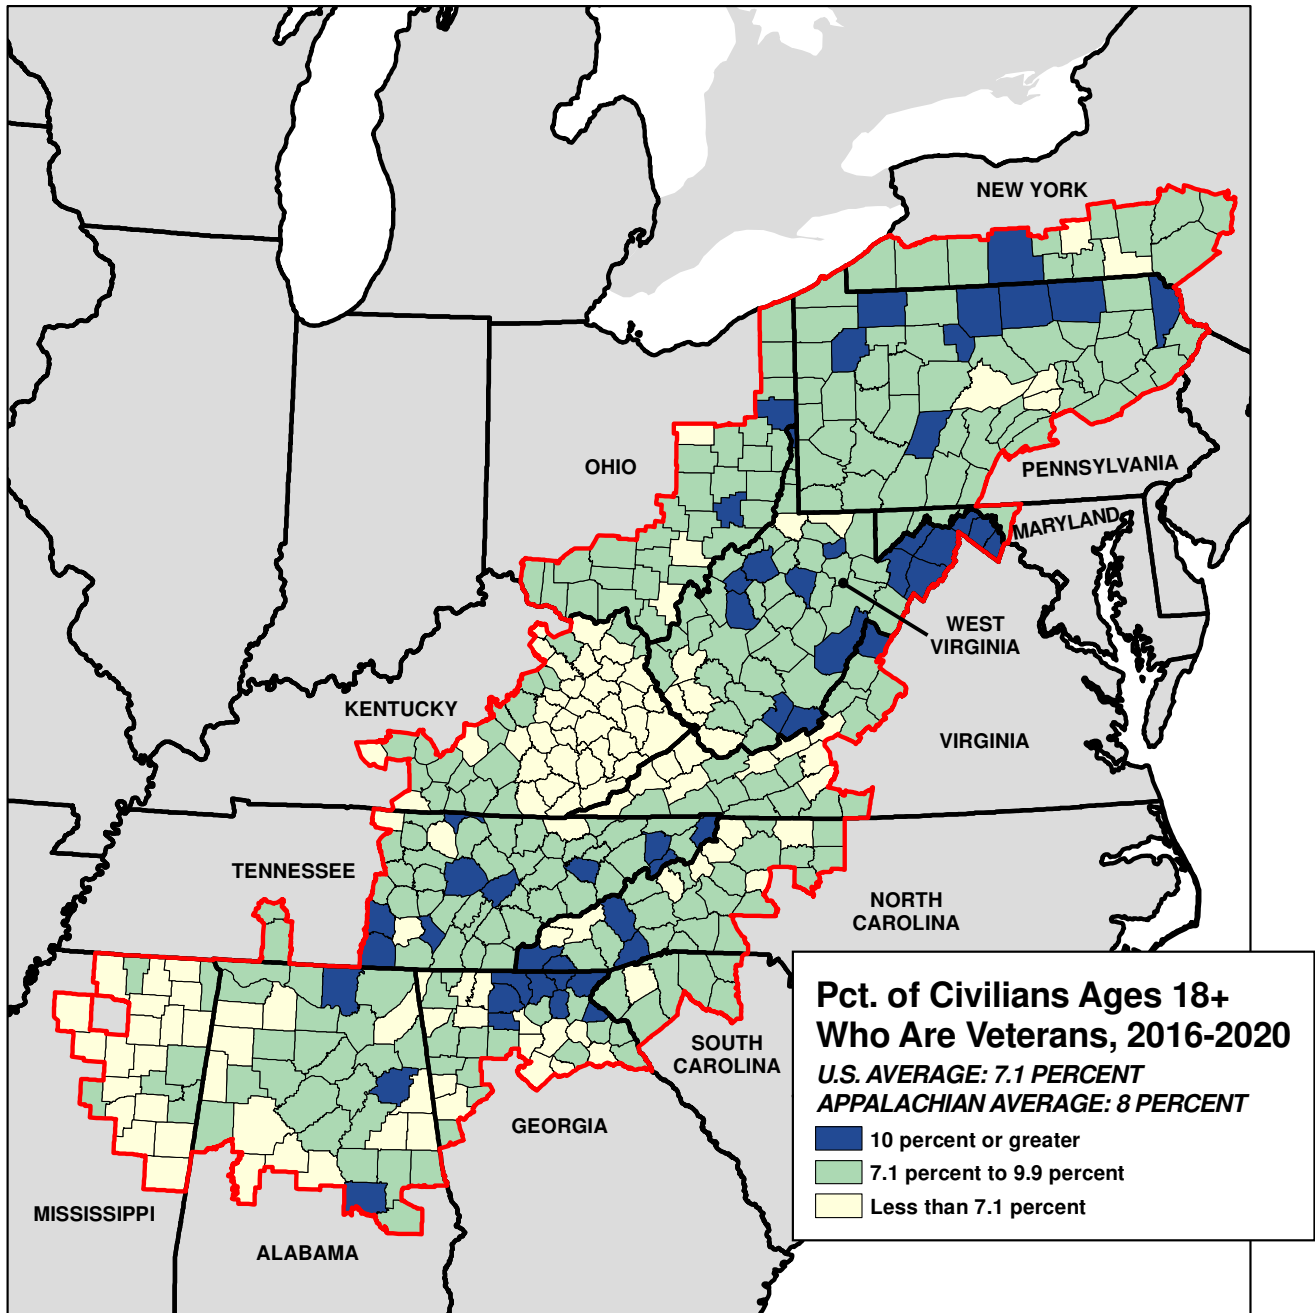 NEW YORK
OHIO
PENNSYLVANIA
MARYLAND
WEST
VIRGINIA
KENTUCKY
VIRGINIA
TENNESSEE
NORTH
CAROLINA
SOUTH
CAROLINA
GEORGIA
MISSISSIPPI
ALABAMA
Pct. of Civilians Ages 18+
Who Are Veterans, 2016-2020
U.S. AVERAGE: 7.1 PERCENT
APPALACHIAN AVERAGE: 8 PERCENT
10 percent or greater
7.1 percent to 9.9 percent
Less than 7.1 percent